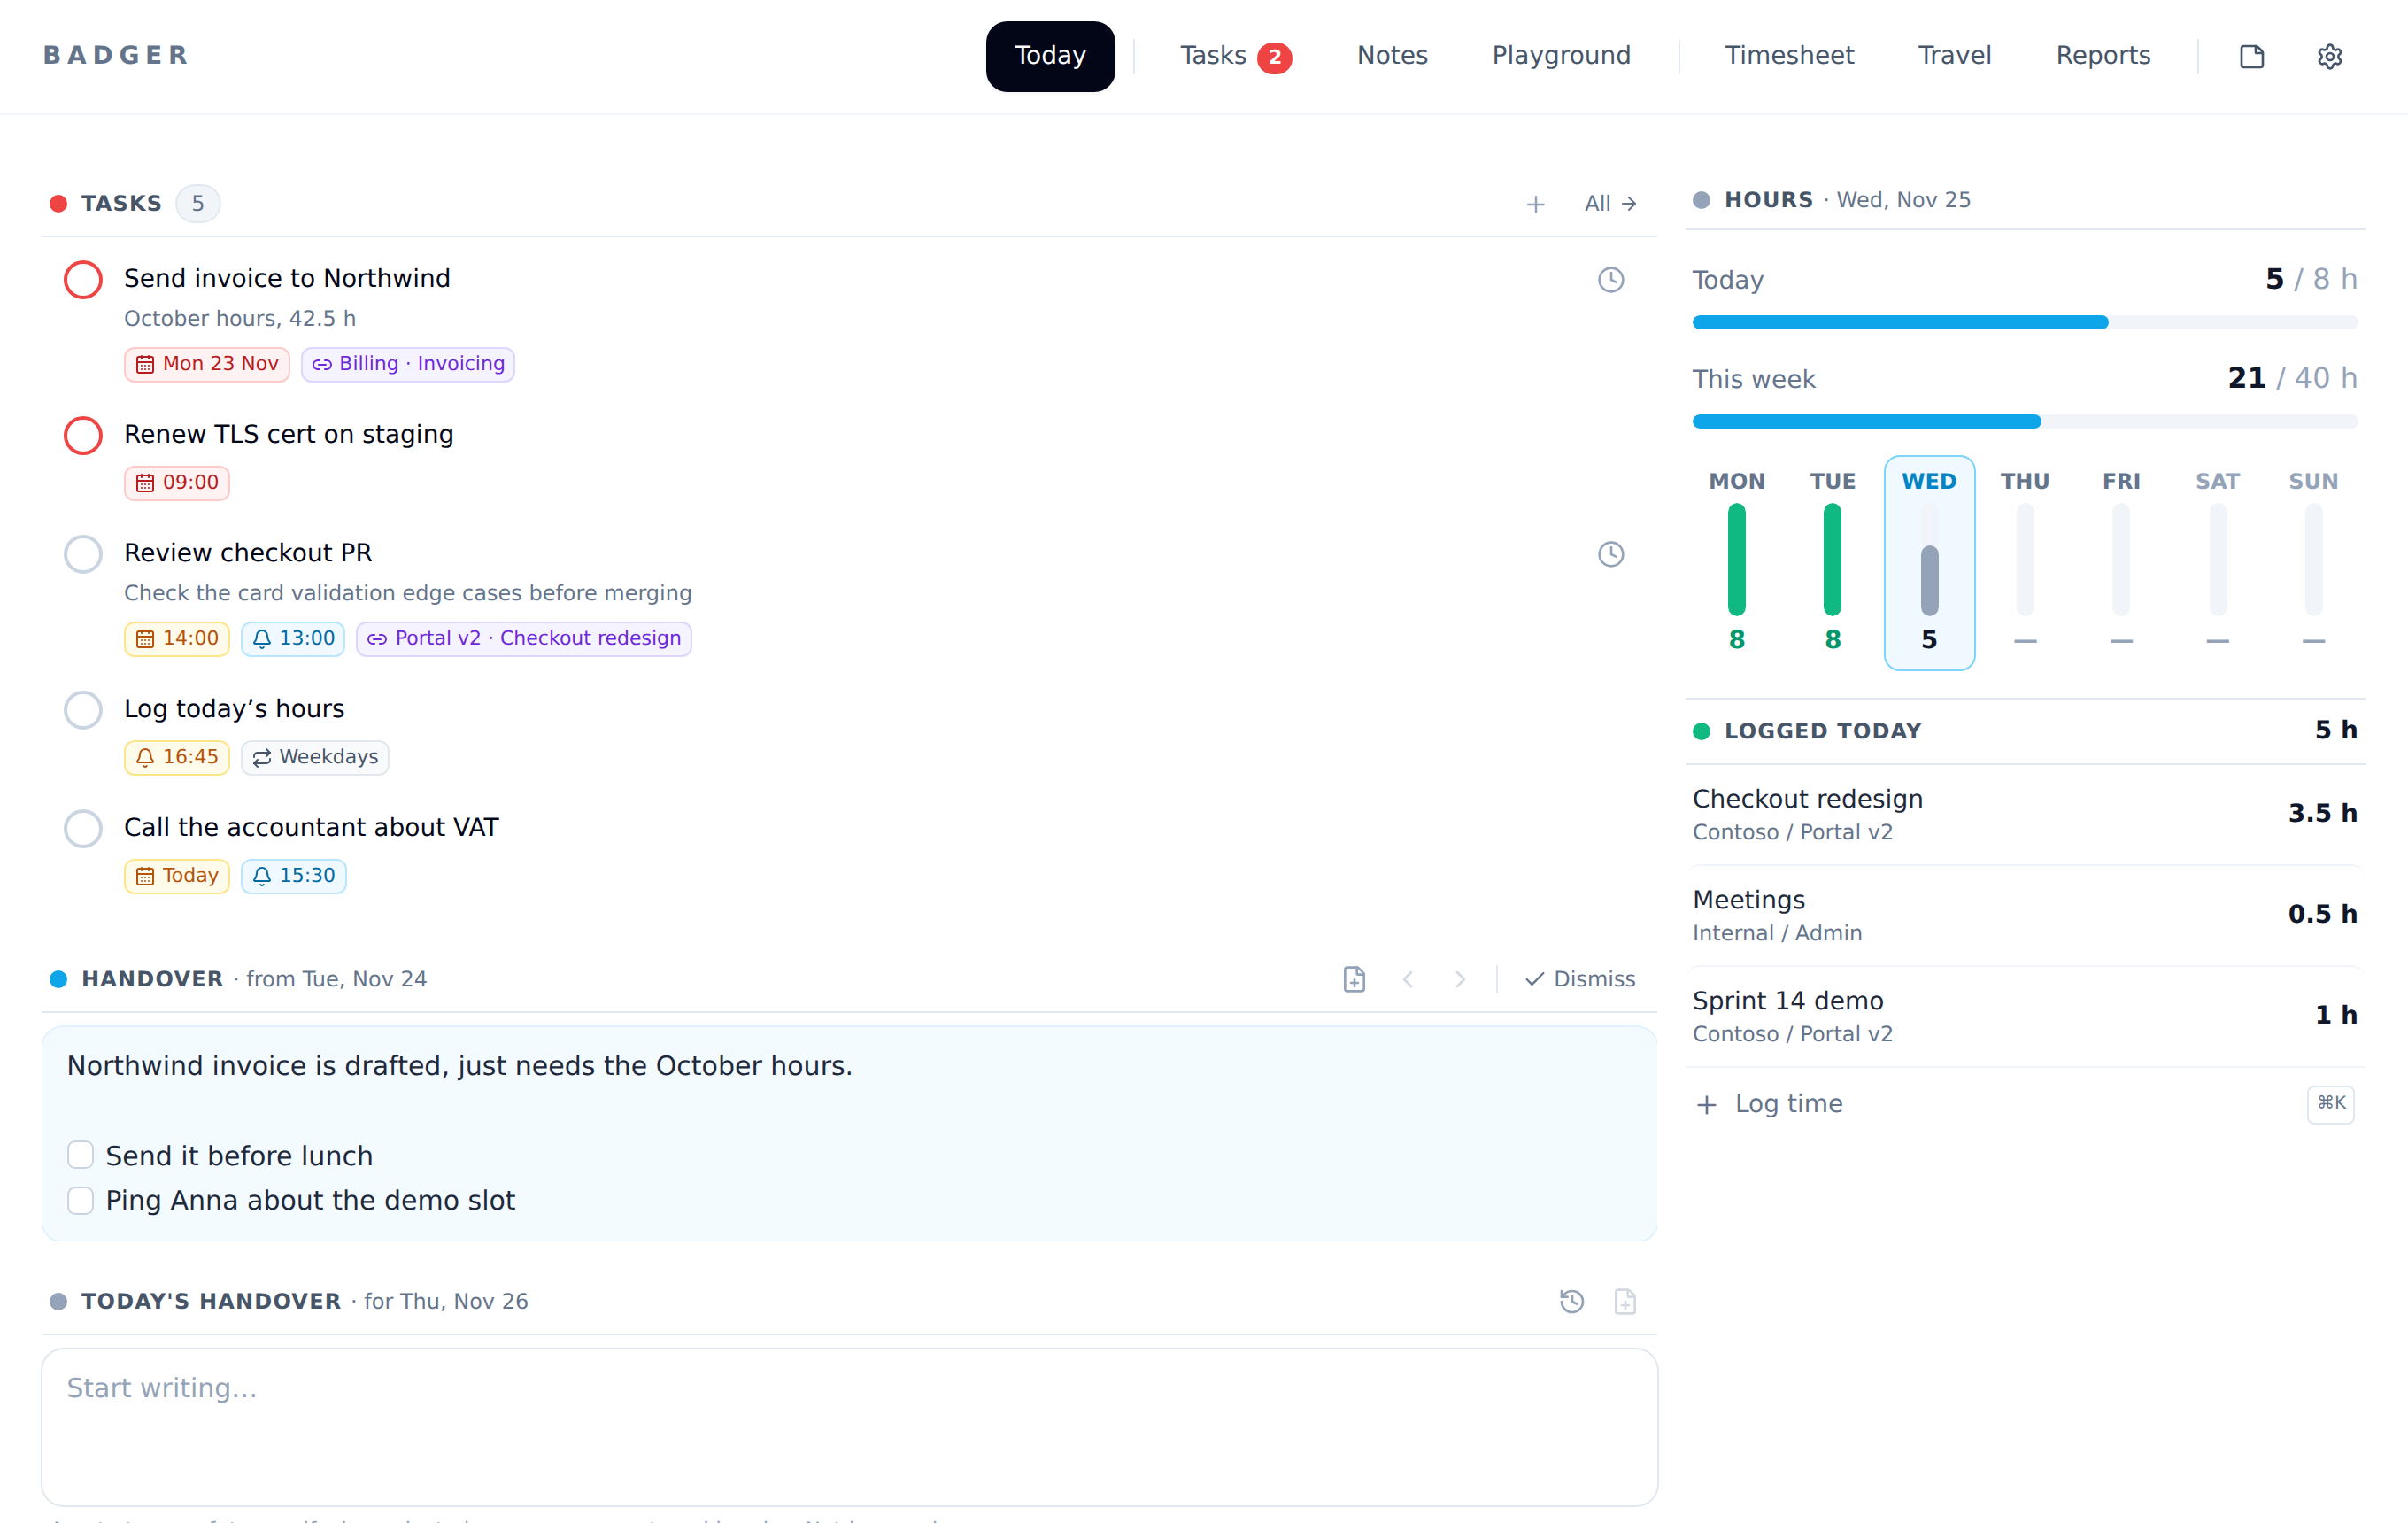 BADGER
Today
Tasks 2
Notes
Playground
Timesheet
Travel
Reports
TASKS 5
All →
Send invoice to Northwind
October hours, 42.5 h
Mon 23 Nov
Billing · Invoicing
Renew TLS cert on staging
09:00
Review checkout PR
Check the card validation edge cases before merging
14:00
13:00
Portal v2 · Checkout redesign
Log today’s hours
16:45
Weekdays
Call the accountant about VAT
Today
15:30
HANDOVER · from Tue, Nov 24
Dismiss
Northwind invoice is drafted, just needs the October hours.
Send it before lunch
Ping Anna about the demo slot
TODAY'S HANDOVER · for Thu, Nov 26
Start writing…
HOURS · Wed, Nov 25
Today 5 / 8 h
This week 21 / 40 h
MON TUE WED THU FRI SAT SUN
8 8 5 — — — —
LOGGED TODAY 5 h
Checkout redesign
Contoso / Portal v2
3.5 h
Meetings
Internal / Admin
0.5 h
Sprint 14 demo
Contoso / Portal v2
1 h
Log time ⌘K